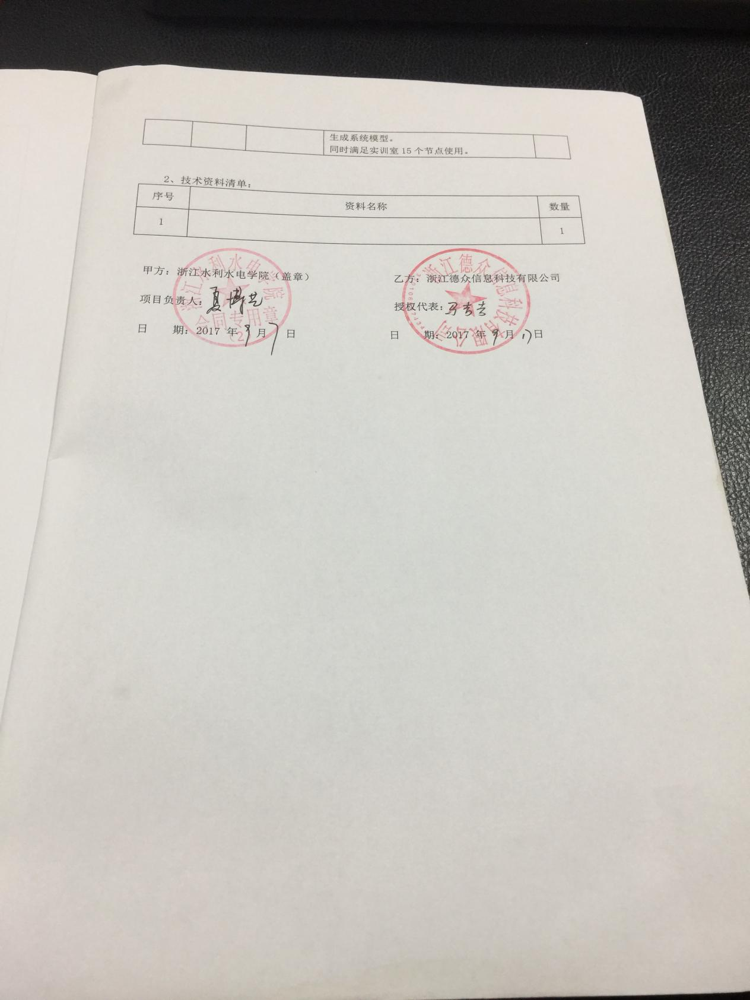 生成系统模型。
同时满足实训室 15 个节点使用。
2、技术资料清单：
序号 资料名称 数量
1 1
甲方：浙江水利水电学院（盖章） 乙方：浙江德众信息科技有限公司
项目负责人： 授权代表：马吉吉
日 期：2017 年 9 月 7 日 日 期：2017 年 9 月 17 日
浙江水利水电学院
合同专用章
（2）
浙江德众信息科技有限公司